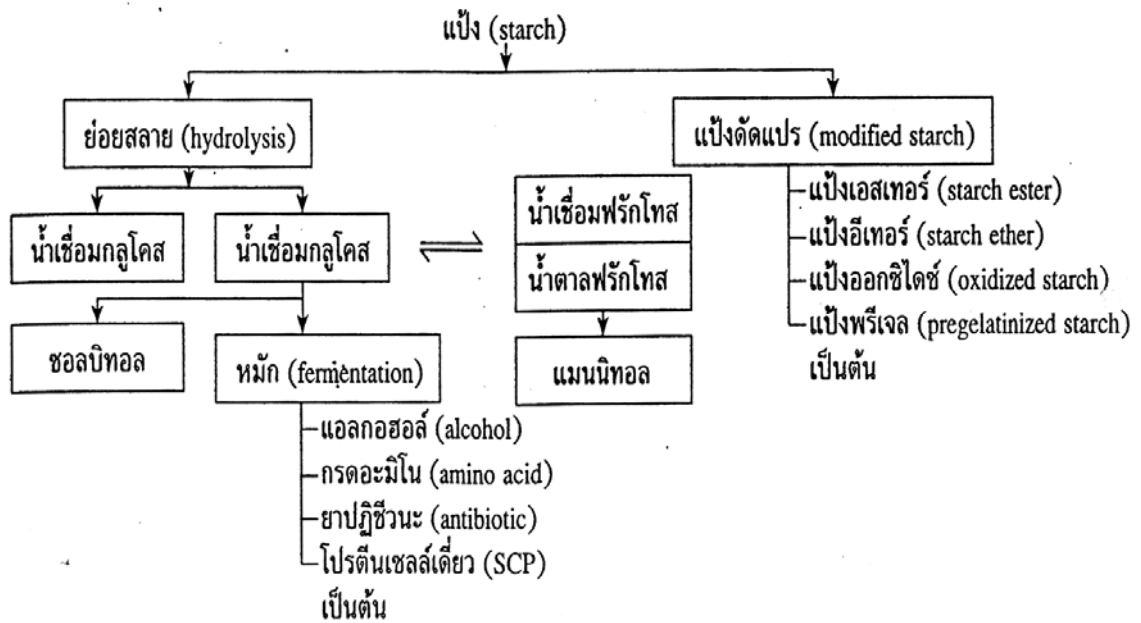 แป้ง (starch)
ย่อยสลาย (hydrolysis)
แป้งดัดแปร (modified starch)
น้ำเชื่อมกลูโคส
น้ำเชื่อมกลูโคส
น้ำเชื่อมฟรักโทส
น้ำตาลฟรักโทส
แป้งเอสเทอร์ (starch ester)
แป้งอีเทอร์ (starch ether)
แป้งออกซิไดซ์ (oxidized starch)
แป้งพรีเจล (pregelatinized starch)
เป็นต้น
ซอลบิทอล
หมัก (fermentation)
แมนนิทอล
แอลกอฮอล์ (alcohol)
กรดอะมิโน (amino acid)
ยาปฏิชีวนะ (antibiotic)
โปรตีนเซลล์เดี่ยว (SCP)
เป็นต้น